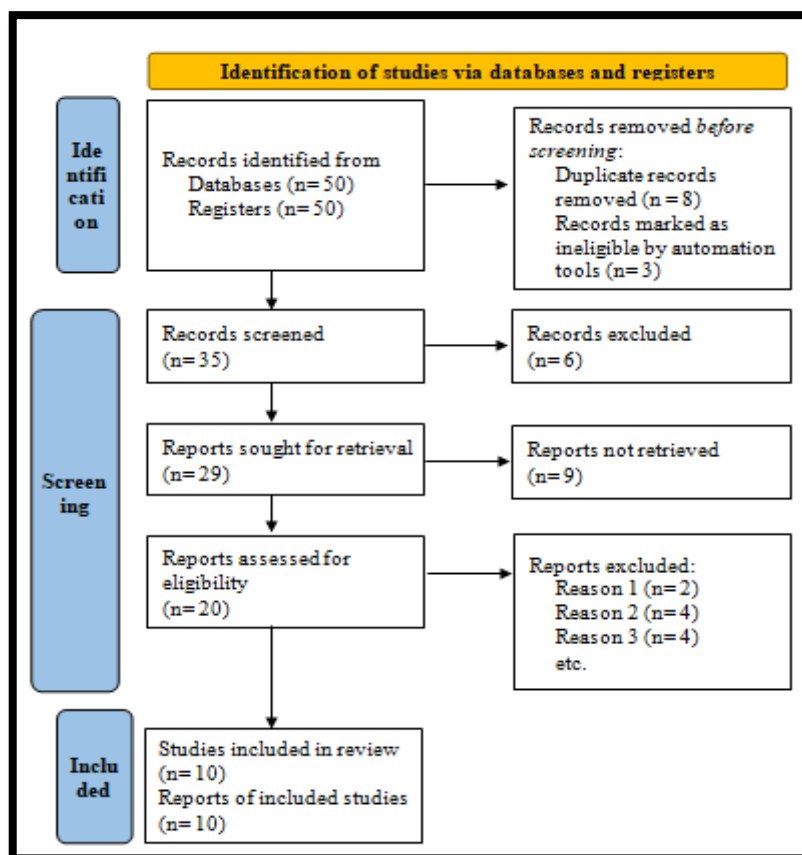 Identification of studies via databases and registers
Ide
ntifi
cati
on
Records identified from
Databases (n=50)
Registers (n=50)
Records removed before
screening:
Duplicate records
removed (n=8)
Records marked as
ineligible by automation
tools (n=3)
Screen
ing
Records screened
(n=35)
Records excluded
(n=6)
Reports sought for retrieval
(n=29)
Reports not retrieved
(n=9)
Reports assessed for
eligibility
(n=20)
Reports excluded:
Reason 1 (n=2)
Reason 2 (n=4)
Reason 3 (n=4)
etc.
Inclu
ded
Studies included in review
(n=10)
Reports of included studies
(n=10)